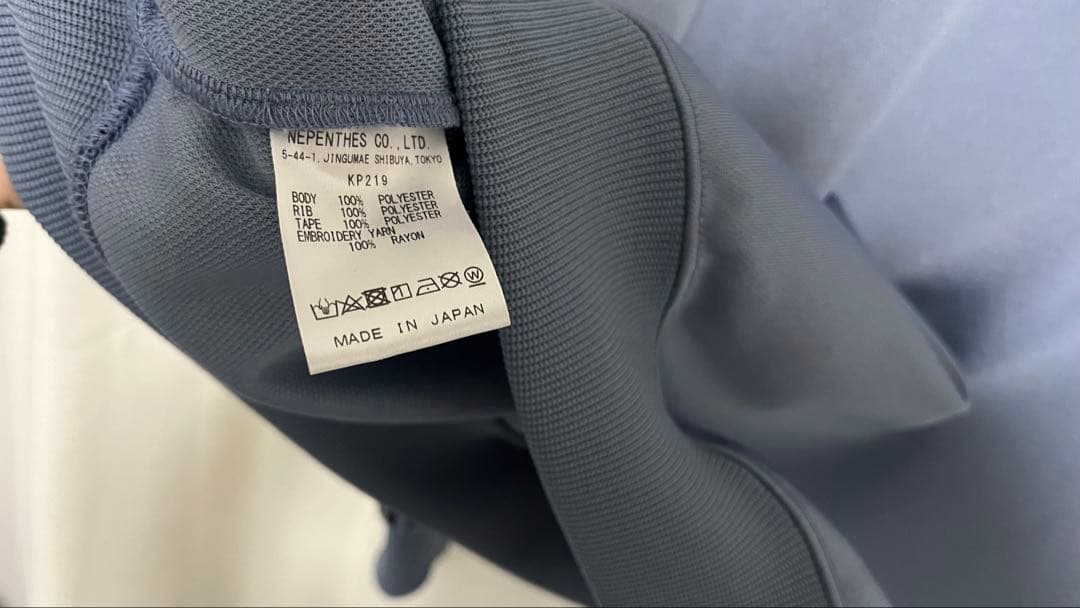 NEPENTHES CO.,LTD.
5-44-1, JINGUMAE SHIBUYA, TOKYO
KP219
BODY 100% POLYESTER
RIB 100% POLYESTER
TAPE 100% POLYESTER
EMBROIDERY YARN
100% RAYON
W
MADE IN JAPAN